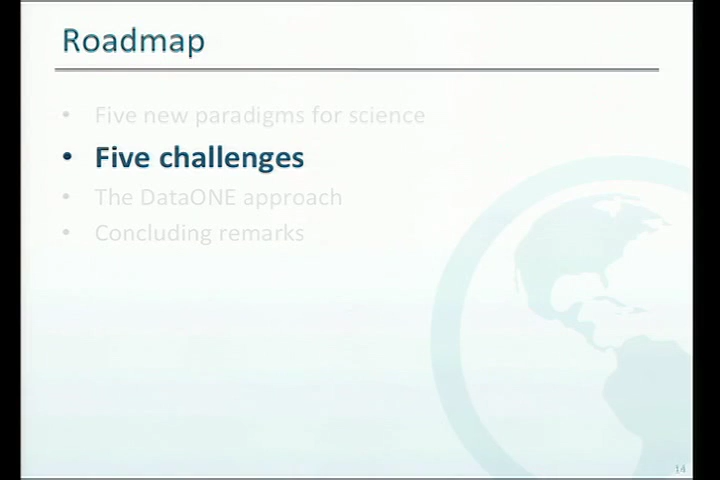 Roadmap
• Five new paradigms for science
• Five challenges
• The DataONE approach
• Concluding remarks
14